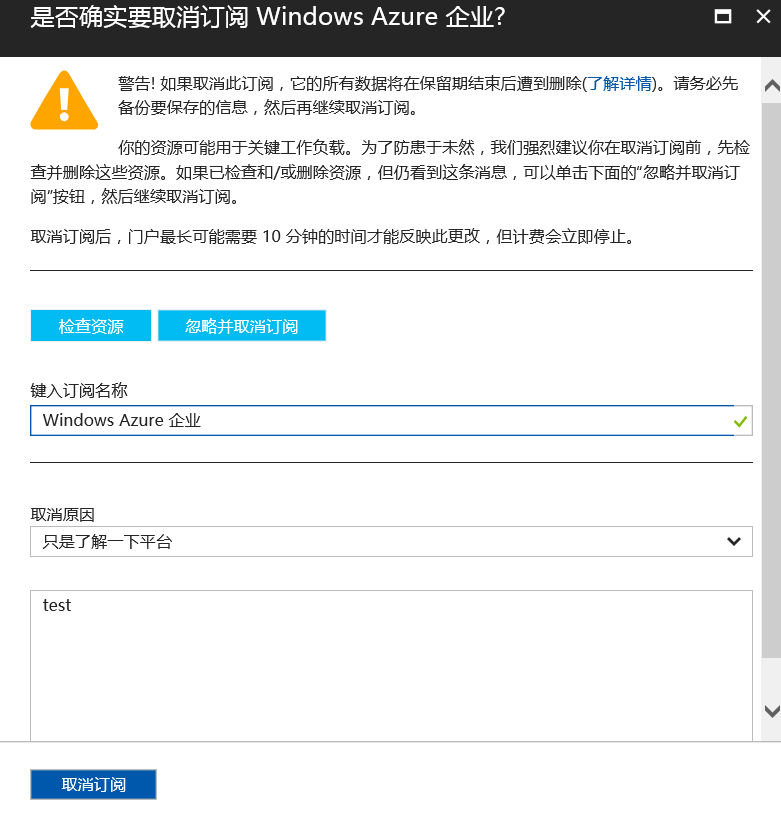 是否确实要取消订阅 Windows Azure 企业?
警告! 如果取消此订阅，它的所有数据将在保留期结束后遭到删除(了解详情)。请务必先
备份要保存的信息，然后再继续取消订阅。
你的资源可能用于关键工作负载。为了防患于未然，我们强烈建议你在取消订阅前，先检
查并删除这些资源。如果已检查和/或删除资源，但仍看到这条消息，可以单击下面的“忽略并取消订
阅”按钮，然后继续取消订阅。
取消订阅后，门户最长可能需要 10 分钟的时间才能反映此更改，但计费会立即停止。
检查资源 忽略并取消订阅
键入订阅名称
Windows Azure 企业
取消原因
只是了解一下平台
test
取消订阅